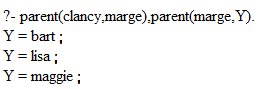 ?- parent(clancy,marge),parent(marge,Y).
Y = bart ;
Y = lisa ;
Y = maggie ;